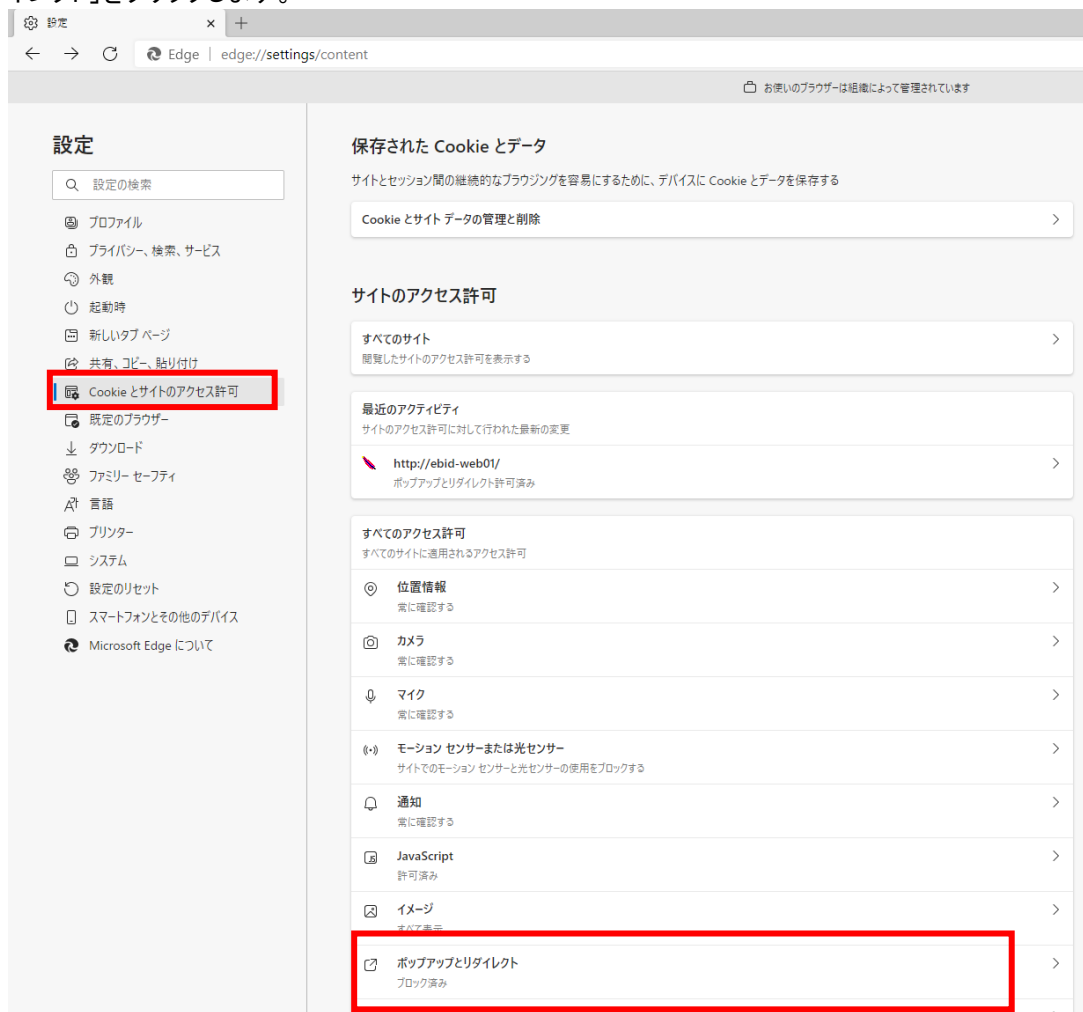 設定
Edge | edge://settings/content
お使いのブラウザーは組織によって管理されています
設定
設定の検索
プロファイル
プライバシー、検索、サービス
外観
起動時
新しいタブ ページ
共有、コピー、貼り付け
Cookie とサイトのアクセス許可
既定のブラウザー
ダウンロード
ファミリー セーフティ
言語
プリンター
システム
設定のリセット
スマートフォンとその他のデバイス
Microsoft Edge について
保存された Cookie とデータ
サイトとセッション間の継続的なブラウジングを容易にするために、デバイスに Cookie とデータを保存する
Cookie とサイト データの管理と削除
サイトのアクセス許可
すべてのサイト
閲覧したサイトのアクセス許可を表示する
最近のアクティビティ
サイトのアクセス許可に対して行われた最新の変更
http://ebid-web01/
ポップアップとリダイレクト許可済み
すべてのアクセス許可
すべてのサイトに適用されるアクセス許可
位置情報
常に確認する
カメラ
常に確認する
マイク
常に確認する
モーション センサーまたは光センサー
サイトでのモーション センサーと光センサーの使用をブロックする
通知
常に確認する
JavaScript
許可済み
イメージ
すべて表示
ポップアップとリダイレクト
ブロック済み